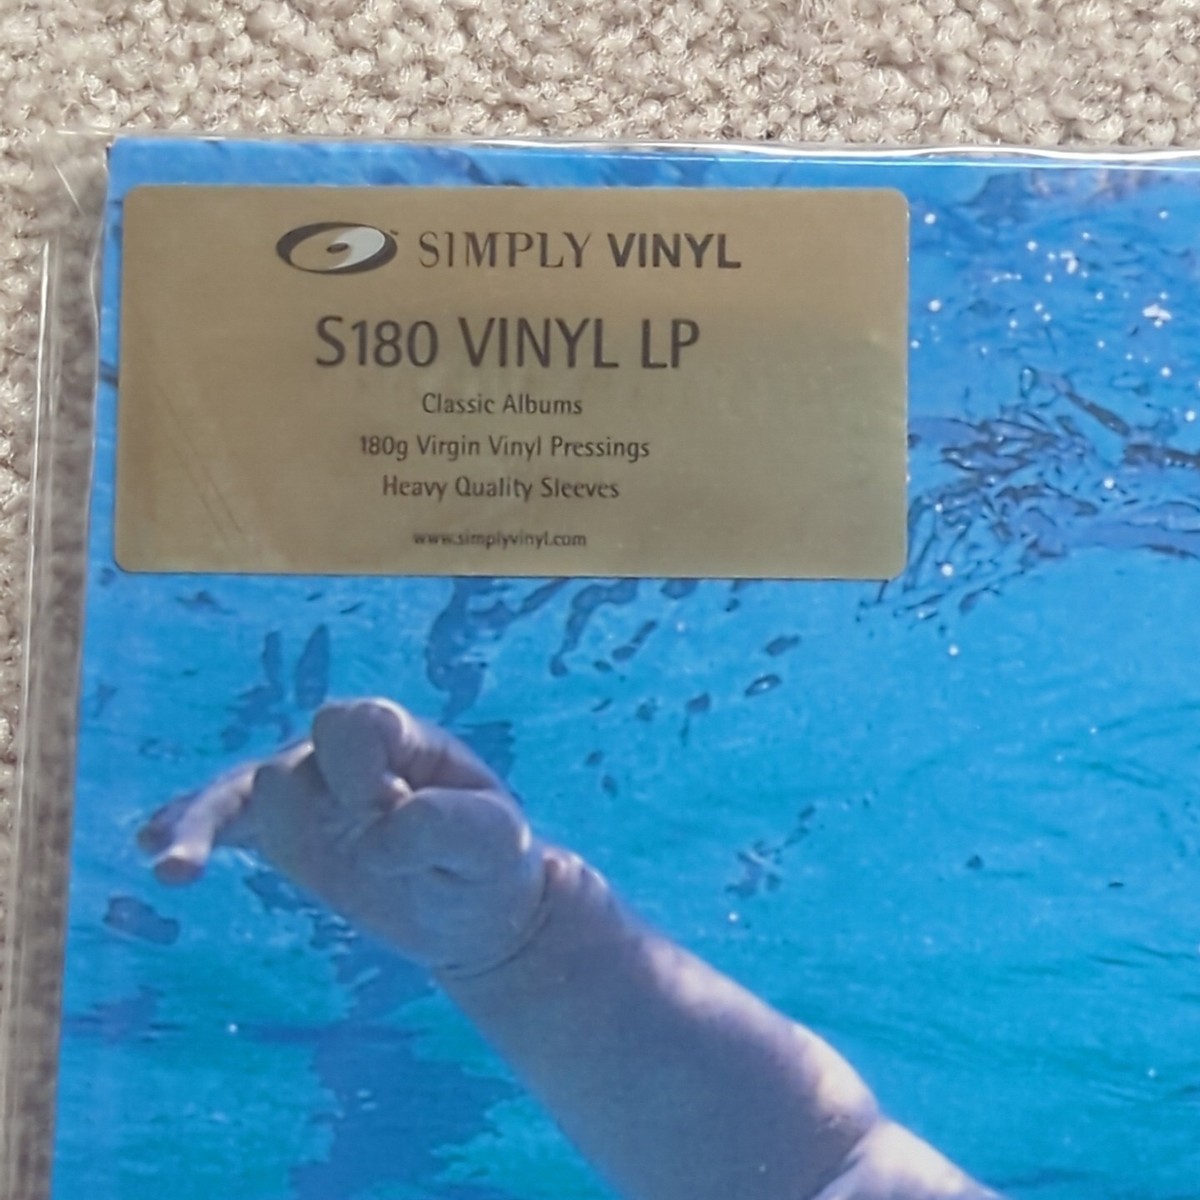 SIMPLY VINYL
S180 VINYL LP
Classic Albums
180g Virgin Vinyl Pressings
Heavy Quality Sleeves
www.simplyvinyl.com